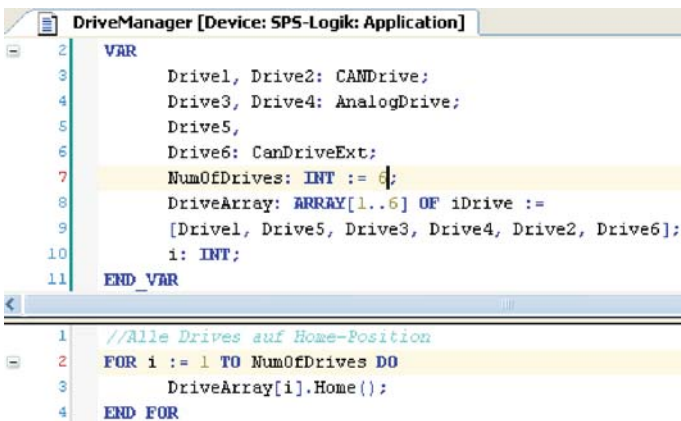 DriveManager [Device: SPS-Logik: Application]
2 VAR
3 Drive1, Drive2: CANDrive;
4 Drive3, Drive4: AnalogDrive;
5 Drive5,
6 Drive6: CanDriveExt;
7 NumOfDrives: INT := 6;
8 DriveArray: ARRAY[1..6] OF iDrive :=
9 [Drive1, Drive5, Drive3, Drive4, Drive2, Drive6];
10 i: INT;
11 END_VAR
1 //Alle Drives auf Home-Position
2 FOR i := 1 TO NumOfDrives DO
3 DriveArray[i].Home();
4 END_FOR